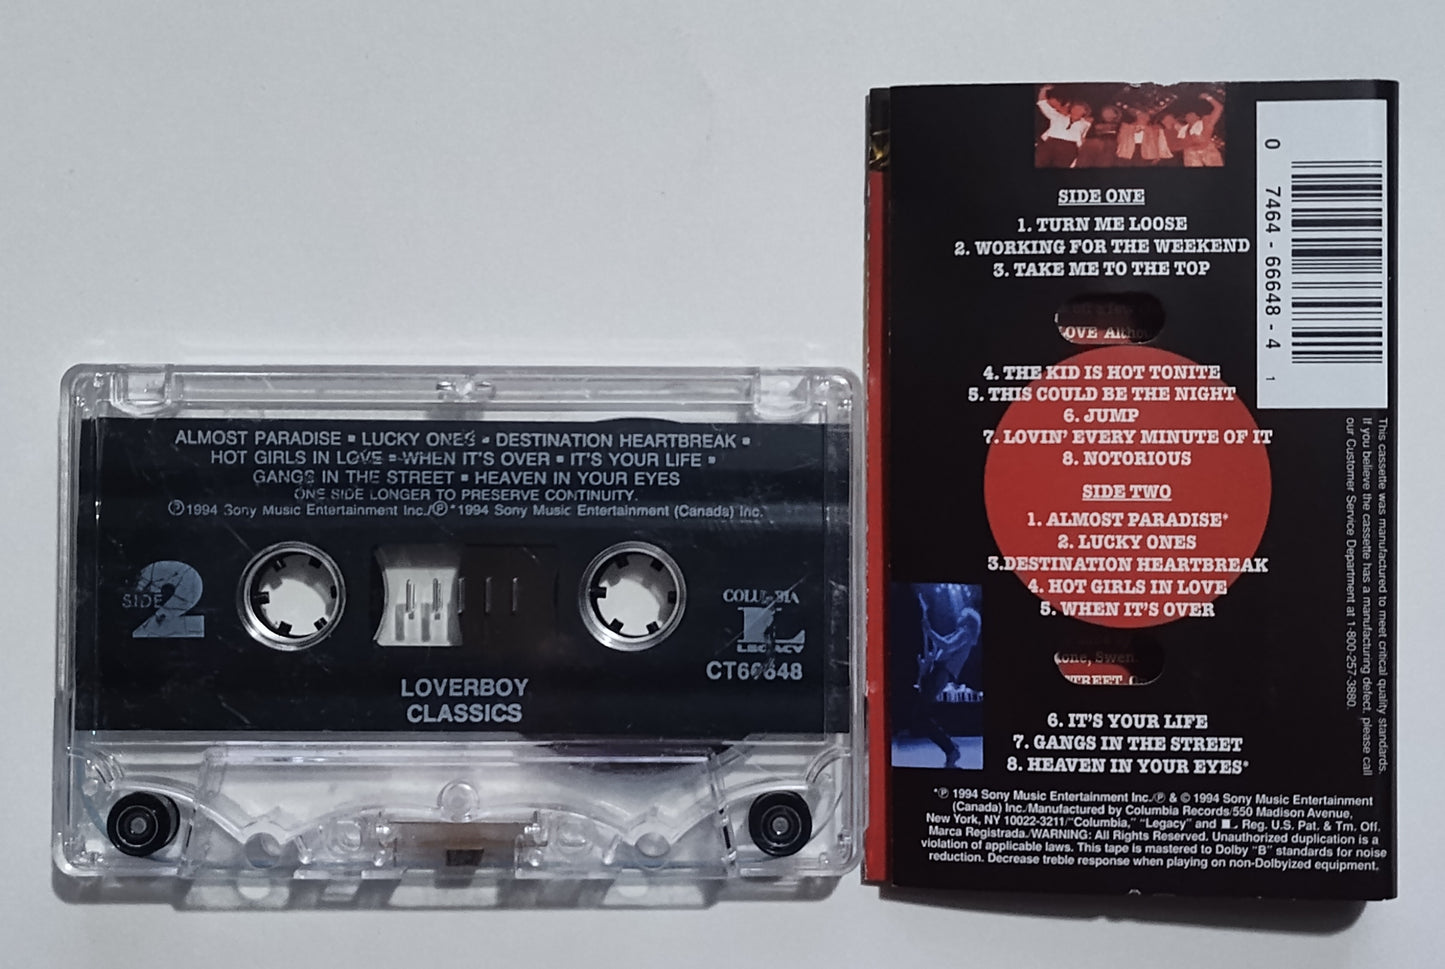 ALMOST PARADISE ▪ LUCKY ONES ▪ DESTINATION HEARTBREAK ▪
HOT GIRLS IN LOVE ▪ WHEN IT'S OVER ▪ IT'S YOUR LIFE ▪
GANGS IN THE STREET ▪ HEAVEN IN YOUR EYES
ONE SIDE LONGER TO PRESERVE CONTINUITY.
℗1994 Sony Music Entertainment Inc./℗*1994 Sony Music Entertainment (Canada) Inc.
SIDE 2
COLUMBIA
L
LEGACY
CT66648
LOVERBOY
CLASSICS
SIDE ONE
1. TURN ME LOOSE
2. WORKING FOR THE WEEKEND
3. TAKE ME TO THE TOP
off a few
LOVE Altho
4. THE KID IS HOT TONITE
5. THIS COULD BE THE NIGHT
6. JUMP
7. LOVIN' EVERY MINUTE OF IT
8. NOTORIOUS
SIDE TWO
1. ALMOST PARADISE*
2. LUCKY ONES
3.DESTINATION HEARTBREAK
4. HOT GIRLS IN LOVE
5. WHEN IT'S OVER
one, Swen
STREET
6. IT'S YOUR LIFE
7. GANGS IN THE STREET
8. HEAVEN IN YOUR EYES*
*℗ 1994 Sony Music Entertainment Inc./℗ & © 1994 Sony Music Entertainment
(Canada) Inc./Manufactured by Columbia Records/550 Madison Avenue,
New York, NY 10022-3211/"Columbia," "Legacy" and L Reg. U.S. Pat. & Tm. Off.
Marca Registrada./WARNING: All Rights Reserved. Unauthorized duplication is a
violation of applicable laws. This tape is mastered to Dolby "B" standards for noise
reduction. Decrease treble response when playing on non-Dolbyized equipment.
0 7464-66648-4 1
This cassette was manufactured to meet critical quality standards.
If you believe the cassette has a manufacturing defect, please call
our Customer Service Department at 1-800-257-3880.